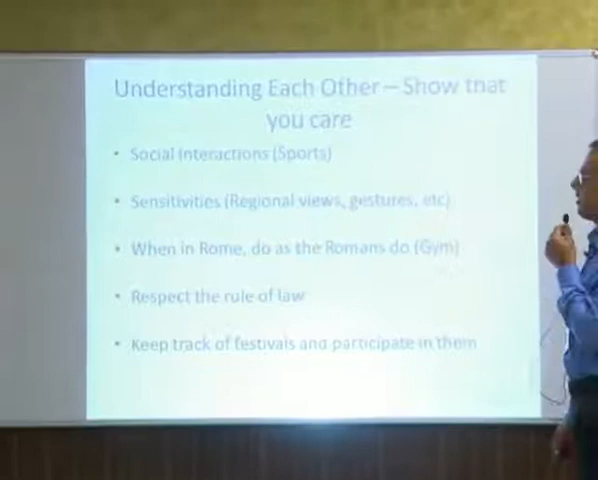 Understanding Each Other – Show that
you care
• Social Interactions (Sports)
• Sensitivities (Regional views, gestures, etc)
• When in Rome, do as the Romans do (Gym)
• Respect the rule of law
• Keep track of festivals and participate in them